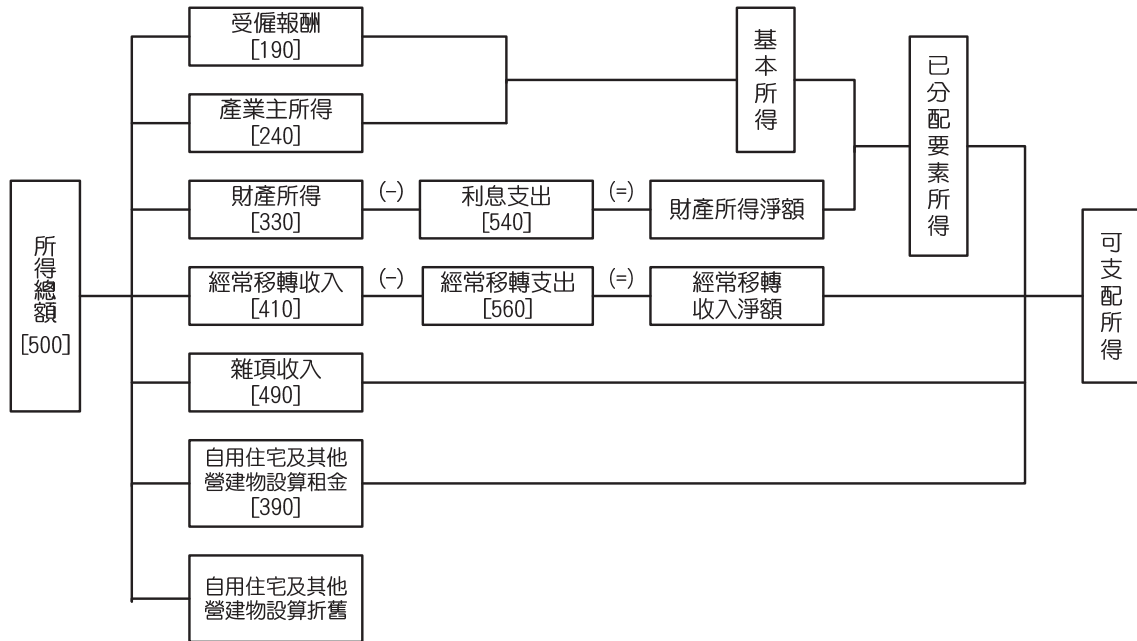 所得總額
[500]
受僱報酬
[190]
產業主所得
[240]
財產所得
[330]
(-)
利息支出
[540]
(=)
財產所得淨額
經常移轉收入
[410]
(-)
經常移轉支出
[560]
(=)
經常移轉
收入淨額
雜項收入
[490]
自用住宅及其他
營建物設算租金
[390]
自用住宅及其他
營建物設算折舊
基本所得
已分配要素所得
可支配所得